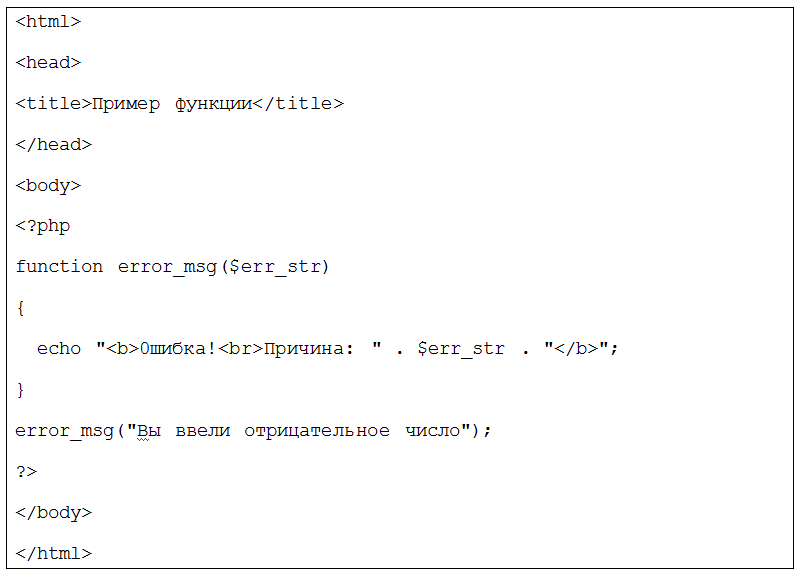 <html>
<head>
<title>Пример функции</title>
</head>
<body>
<?php
function error_msg($err_str)
{
  echo "<b>0шибка!<br>Причина: " . $err_str . "</b>";
}
error_msg("Вы ввели отрицательное число");
?>
</body>
</html>